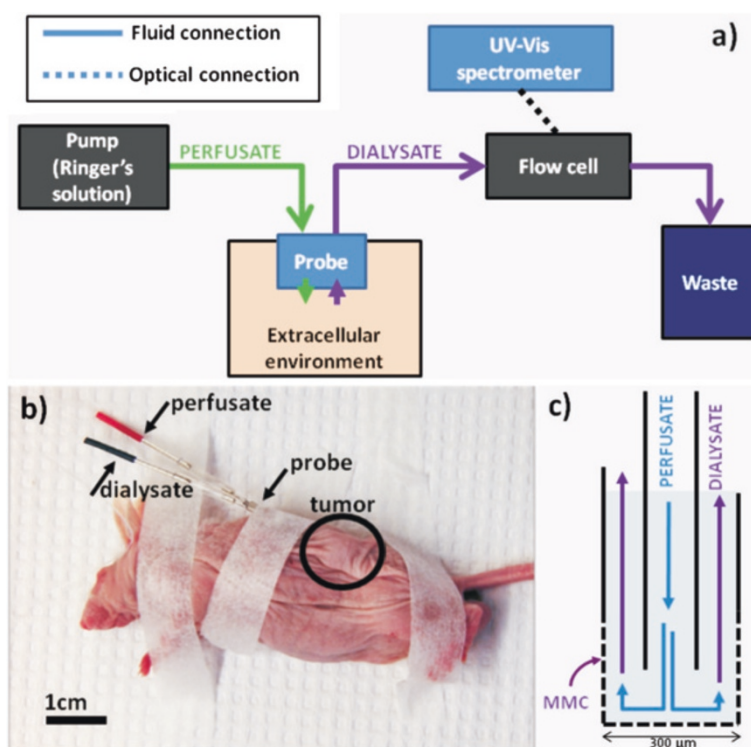 Fluid connection
Optical connection
a)
UV-Vis
spectrometer
Pump
(Ringer's
solution)
PERFUSATE
DIALYSATE
Flow cell
Probe
Extracellular
environment
Waste
b)
perfusate
dialysate
probe
tumor
1cm
c)
PERFUSATE
DIALYSATE
MMC
300 µm